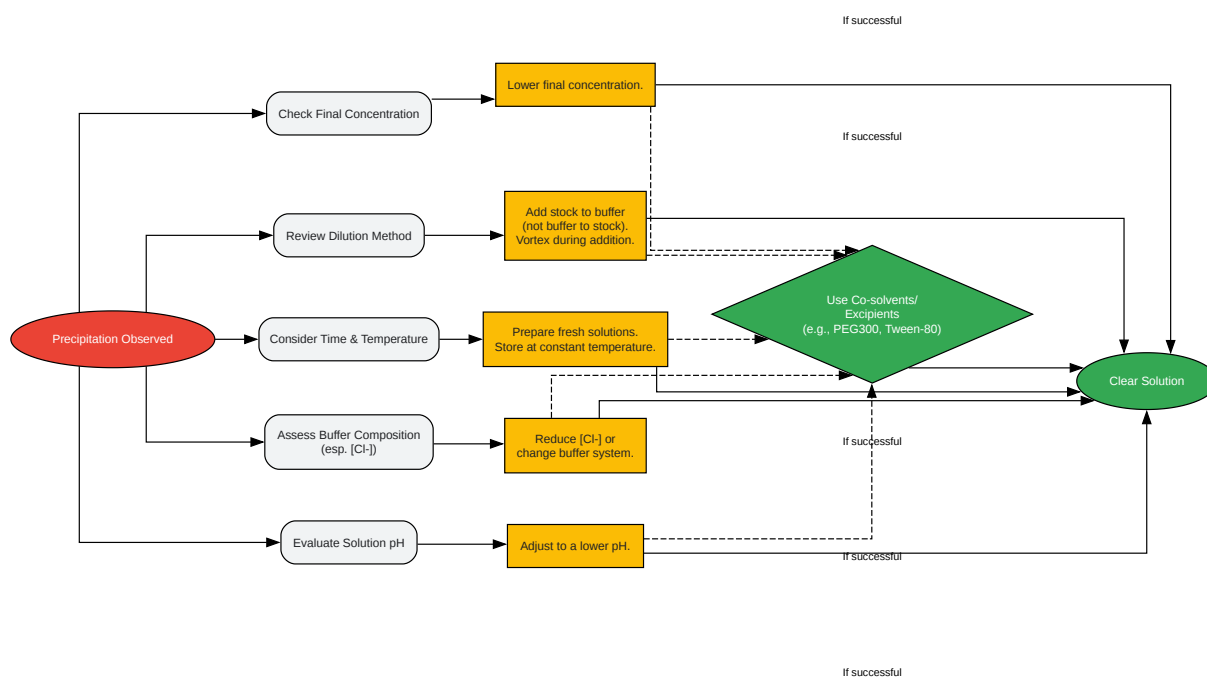 If successful
Lower final concentration.
Check Final Concentration
If successful
Add stock to buffer
(not buffer to stock).
Vortex during addition.
Review Dilution Method
Use Co-solvents/
Excipients
(e.g., PEG300, Tween-80)
Precipitation Observed
Consider Time & Temperature
Prepare fresh solutions.
Store at constant temperature.
Clear Solution
Assess Buffer Composition
(esp. [Cl-])
Reduce [Cl-] or
change buffer system.
If successful
Evaluate Solution pH
Adjust to a lower pH.
If successful
If successful